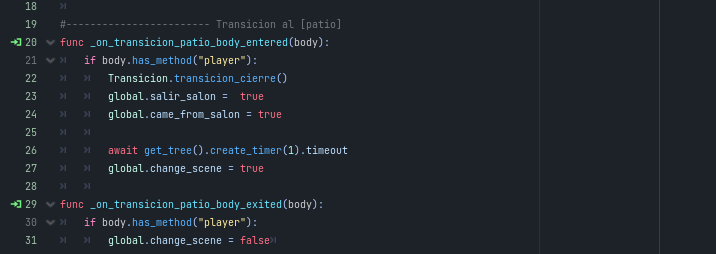 18
19 #------------------------ Transicion al [patio]
20 func _on_transicion_patio_body_entered(body):
21 if body.has_method("player"):
22 Transicion.transicion_cierre()
23 global.salir_salon =  true
24 global.came_from_salon = true
25
26 await get_tree().create_timer(1).timeout
27 global.change_scene = true
28
29 func _on_transicion_patio_body_exited(body):
30 if body.has_method("player"):
31 global.change_scene = false